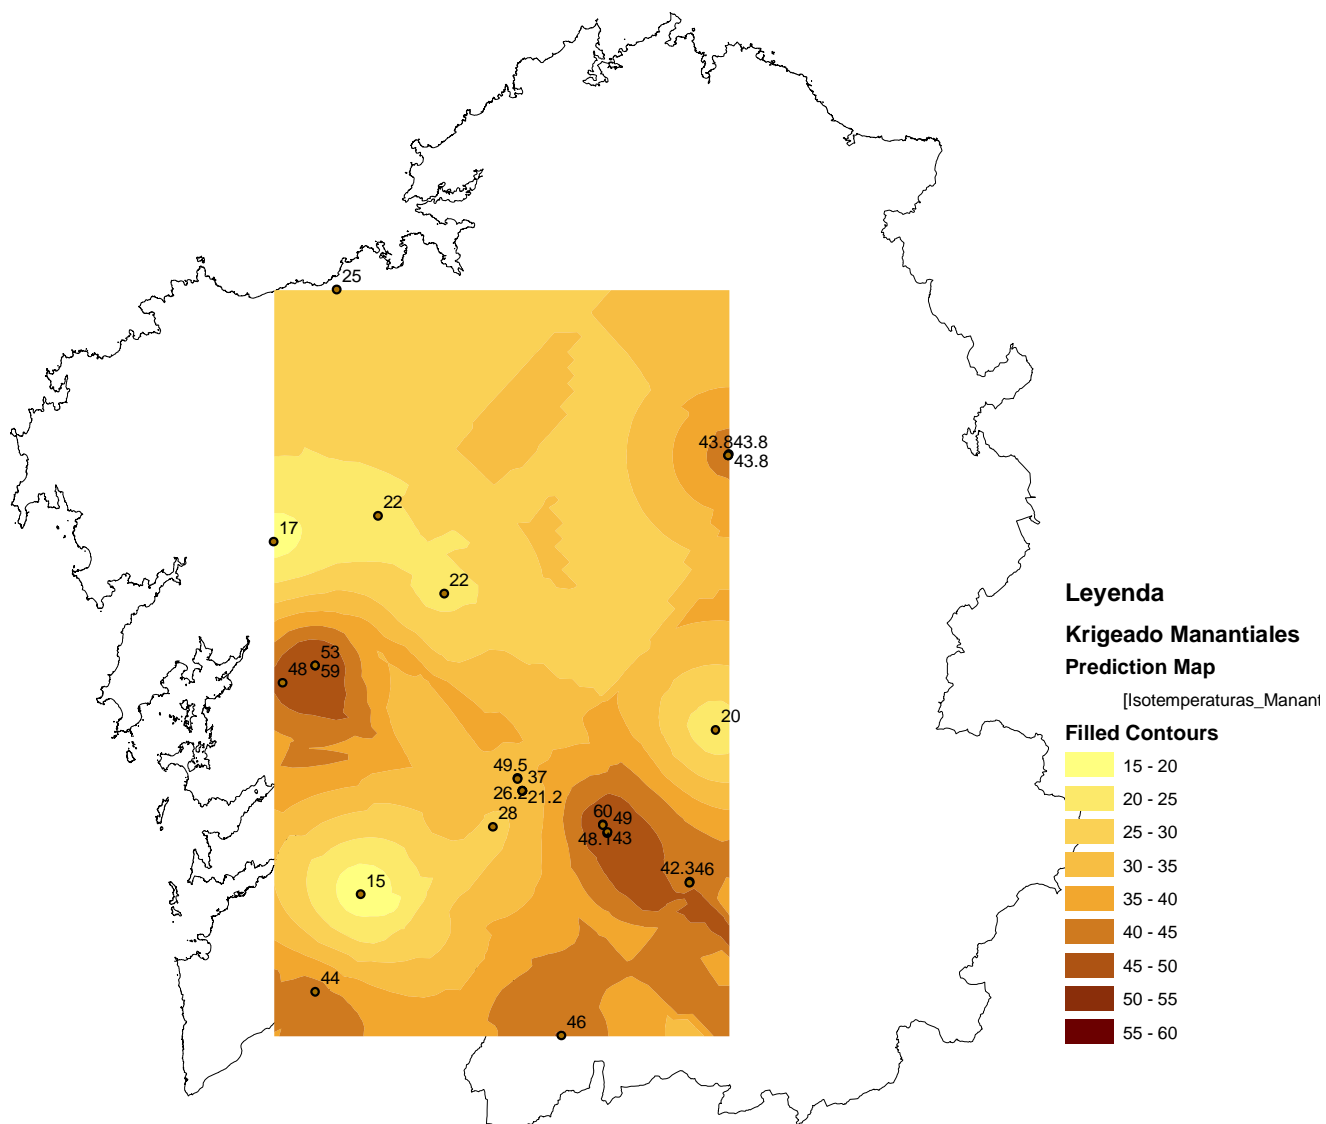 25
43.843.8
43.8
22
17
22
53
48
59
20
49.5
37
26.2
21.2
28
60
49
48.1
43
42.346
15
44
46
Leyenda
Krigeado Manantiales
Prediction Map
[Isotemperaturas_Manant
Filled Contours
15 - 20
20 - 25
25 - 30
30 - 35
35 - 40
40 - 45
45 - 50
50 - 55
55 - 60